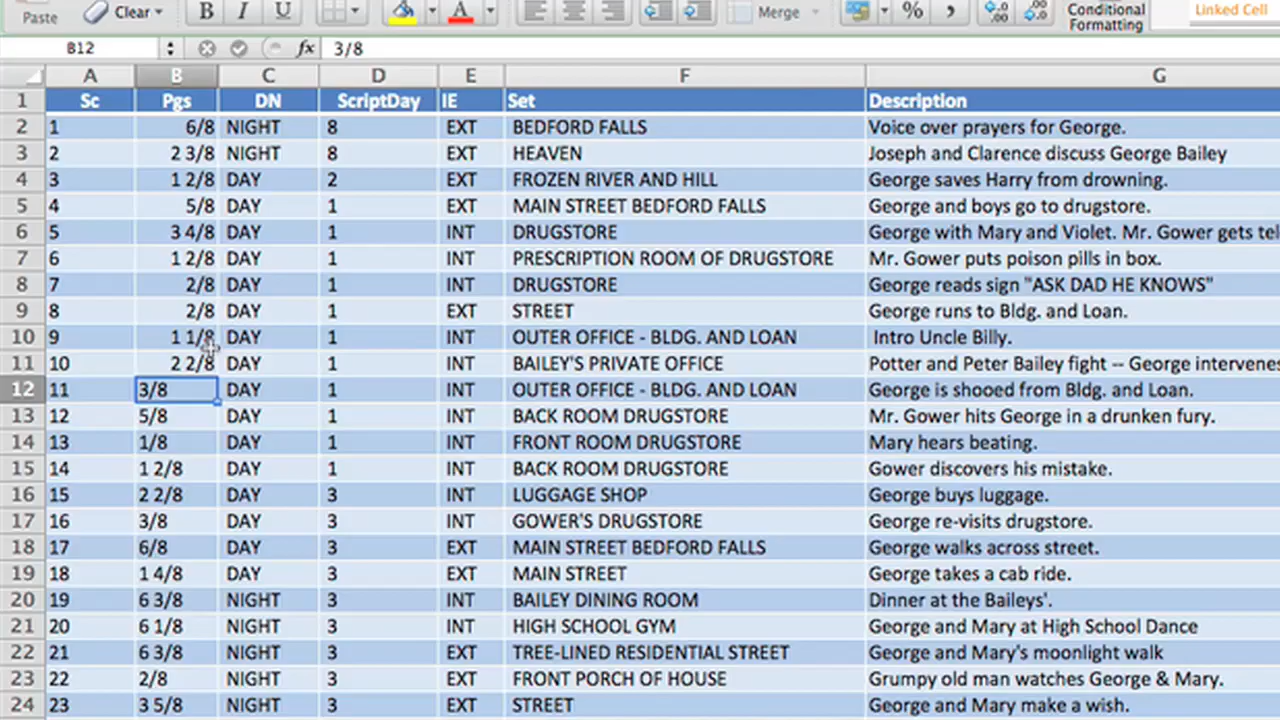 Paste Clear B I U Merge % Conditional Formatting Linked Cell
B12 fx 3/8
A B C D E F G
1 Sc Pgs DN ScriptDay IE Set Description
2 1 6/8 NIGHT 8 EXT BEDFORD FALLS Voice over prayers for George.
3 2 2 3/8 NIGHT 8 EXT HEAVEN Joseph and Clarence discuss George Bailey
4 3 1 2/8 DAY 2 EXT FROZEN RIVER AND HILL George saves Harry from drowning.
5 4 5/8 DAY 1 EXT MAIN STREET BEDFORD FALLS George and boys go to drugstore.
6 5 3 4/8 DAY 1 INT DRUGSTORE George with Mary and Violet. Mr. Gower gets tel
7 6 1 2/8 DAY 1 INT PRESCRIPTION ROOM OF DRUGSTORE Mr. Gower puts poison pills in box.
8 7 2/8 DAY 1 INT DRUGSTORE George reads sign "ASK DAD HE KNOWS"
9 8 2/8 DAY 1 EXT STREET George runs to Bldg. and Loan.
10 9 1 1/8 DAY 1 INT OUTER OFFICE - BLDG. AND LOAN Intro Uncle Billy.
11 10 2 2/8 DAY 1 INT BAILEY'S PRIVATE OFFICE Potter and Peter Bailey fight -- George intervenes
12 11 3/8 DAY 1 INT OUTER OFFICE - BLDG. AND LOAN George is shooed from Bldg. and Loan.
13 12 5/8 DAY 1 INT BACK ROOM DRUGSTORE Mr. Gower hits George in a drunken fury.
14 13 1/8 DAY 1 INT FRONT ROOM DRUGSTORE Mary hears beating.
15 14 1 2/8 DAY 1 INT BACK ROOM DRUGSTORE Gower discovers his mistake.
16 15 2 2/8 DAY 3 INT LUGGAGE SHOP George buys luggage.
17 16 3/8 DAY 3 INT GOWER'S DRUGSTORE George re-visits drugstore.
18 17 6/8 DAY 3 EXT MAIN STREET BEDFORD FALLS George walks across street.
19 18 1 4/8 DAY 3 EXT MAIN STREET George takes a cab ride.
20 19 6 3/8 NIGHT 3 INT BAILEY DINING ROOM Dinner at the Baileys'.
21 20 6 1/8 NIGHT 3 INT HIGH SCHOOL GYM George and Mary at High School Dance
22 21 6 3/8 NIGHT 3 EXT TREE-LINED RESIDENTIAL STREET George and Mary's moonlight walk
23 22 2/8 NIGHT 3 EXT FRONT PORCH OF HOUSE Grumpy old man watches George & Mary.
24 23 3 5/8 NIGHT 3 EXT STREET George and Mary make a wish.